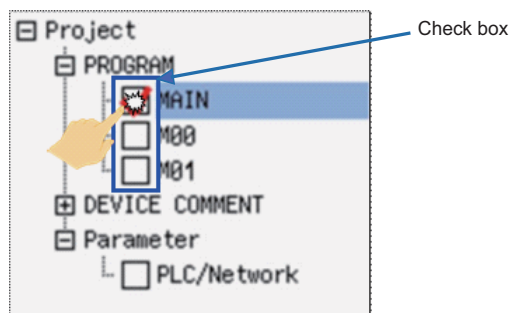 Project
Check box
PROGRAM
MAIN
M00
M01
DEVICE COMMENT
Parameter
PLC/Network